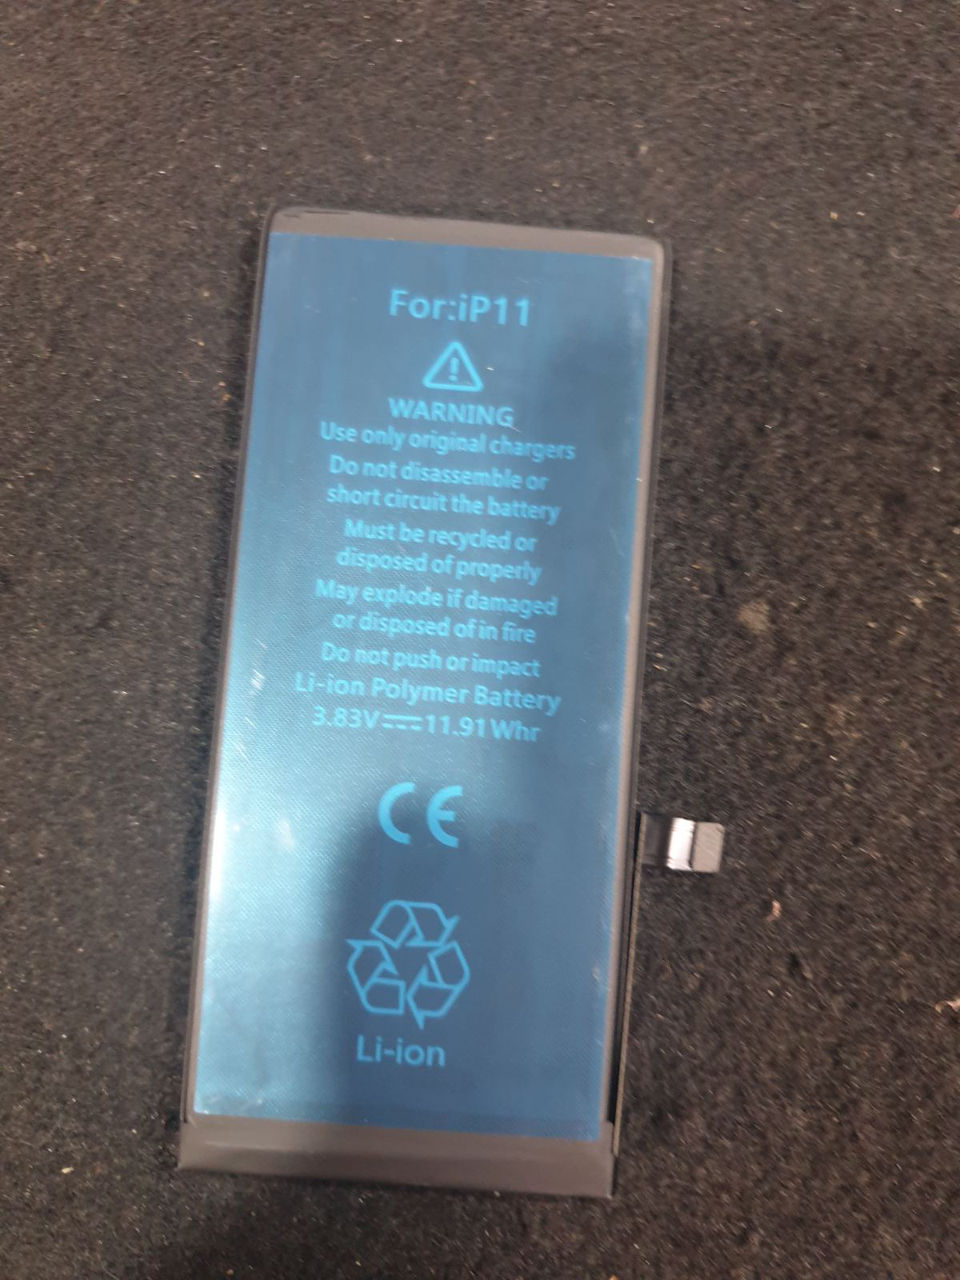 For:iP11
WARNING
Use only original chargers
Do not disassemble or
short circuit the battery
Must be recycled or
disposed of properly
May explode if damaged
or disposed of in fire
Do not push or impact
Li-ion Polymer Battery
3.83V⎓11.91Whr
CE
Li-ion